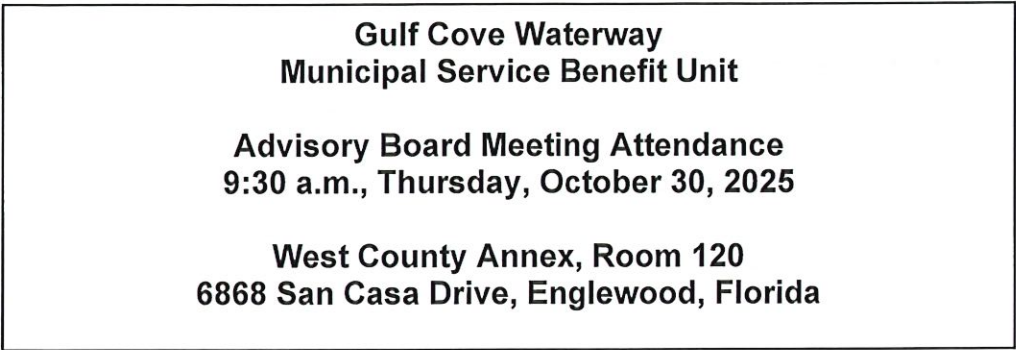 Gulf Cove Waterway
Municipal Service Benefit Unit
Advisory Board Meeting Attendance
9:30 a.m., Thursday, October 30, 2025
West County Annex, Room 120
6868 San Casa Drive, Englewood, Florida